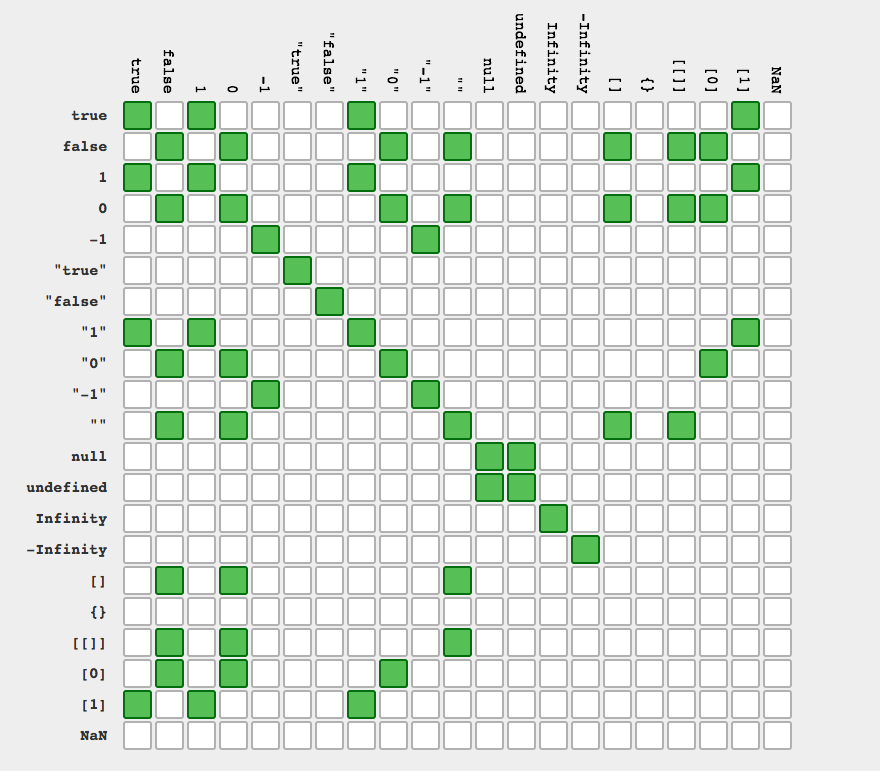 true
false
1
0
-1
"true"
"false"
"1"
"0"
"-1"
""
null
undefined
Infinity
-Infinity
[]
{}
[[]]
[0]
[1]
NaN
true
false
1
0
-1
"true"
"false"
"1"
"0"
"-1"
""
null
undefined
Infinity
-Infinity
[]
{}
[[]]
[0]
[1]
NaN